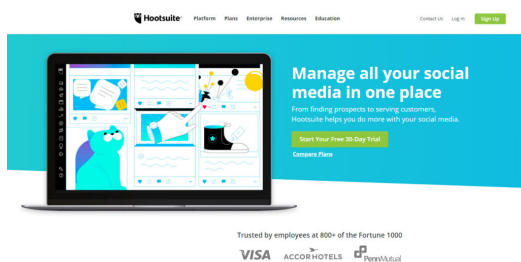 Hootsuite
Platform Plans Enterprise Resources Education
Contact Us Log in Sign Up
Manage all your social
media in one place
From finding prospects to serving customers,
Hootsuite helps you do more with your social media.
Start Your Free 30-Day Trial
Compare Plans
Trusted by employees at 800+ of the Fortune 1000
VISA ACCORHOTELS PennMutual